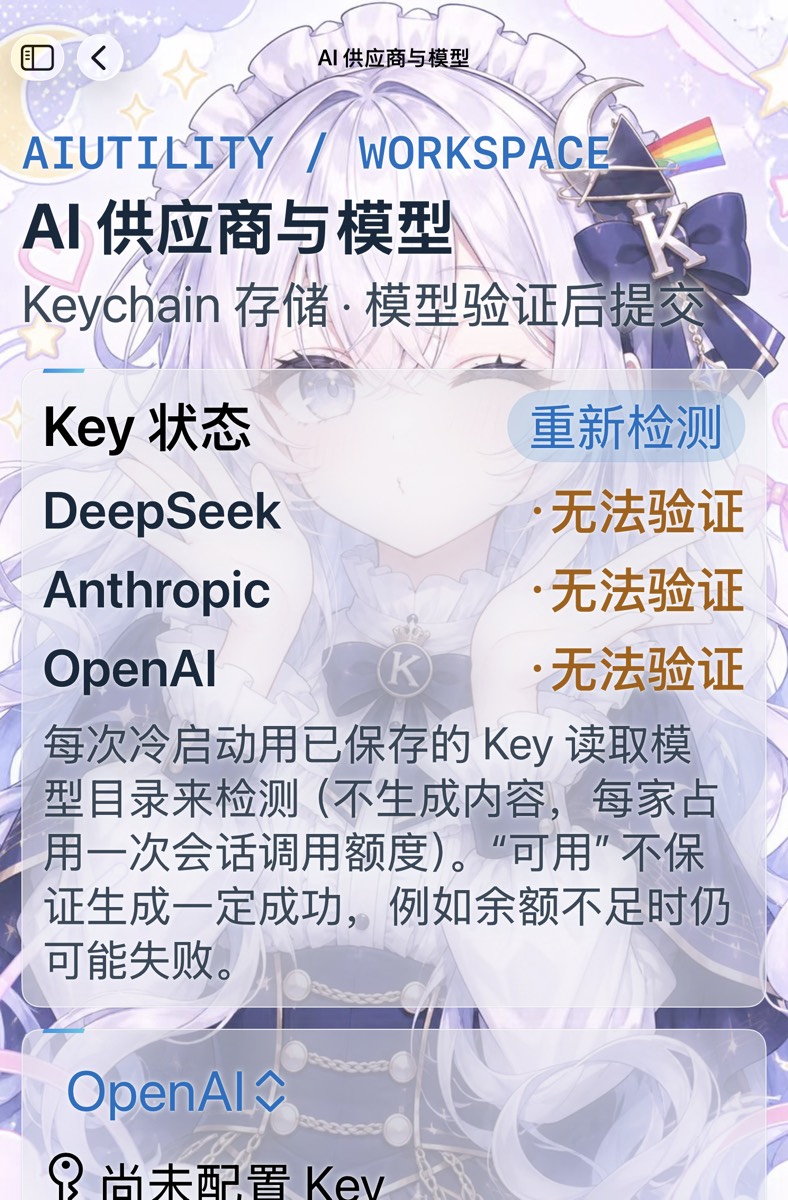 AI 供应商与模型
AIUTILITY / WORKSPACE
AI 供应商与模型
Keychain 存储 · 模型验证后提交
Key 状态
重新检测
DeepSeek
·无法验证
Anthropic
·无法验证
OpenAI
·无法验证
每次冷启动用已保存的 Key 读取模
型目录来检测（不生成内容，每家占
用一次会话调用额度）。“可用” 不保
证生成一定成功，例如余额不足时仍
可能失败。
OpenAI
尚未配置 Key
K
K